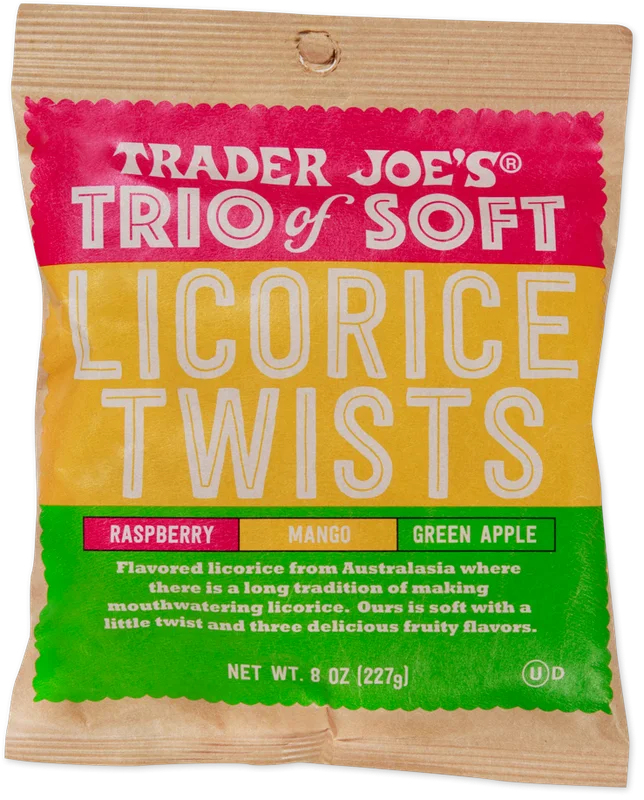 TRADER JOE'S®
TRIO of SOFT
LICORICE
TWISTS
RASPBERRY MANGO GREEN APPLE
Flavored licorice from Australasia where
there is a long tradition of making
mouthwatering licorice. Ours is soft with a
little twist and three delicious fruity flavors.
NET WT. 8 OZ (227g)
U D